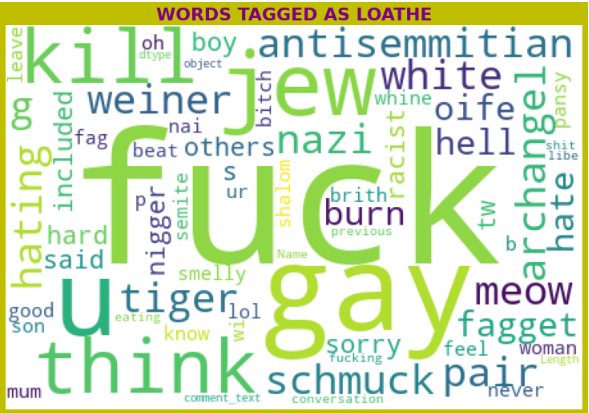 WORDS TAGGED AS LOATHE
leave
kill
oh
dtype
boy
object
antisemmitian
og
weiner
jew
bitch
white
whine
oife
archangel
pansy
hating
included
fag
nai
beat
others
nazi
racist
hell
shit
libe
fuck
s
ur
semite
p
nigger
shalom
brith
burn
previous
tw
b
hate
hard
said
smelly
Name
gay
meow
good
son
u
tiger
eating
lol
wi
know
sorry
fucking
feel
fagget
woman
Length
mum
think
comment_text
schmuck
conversation
pair
never